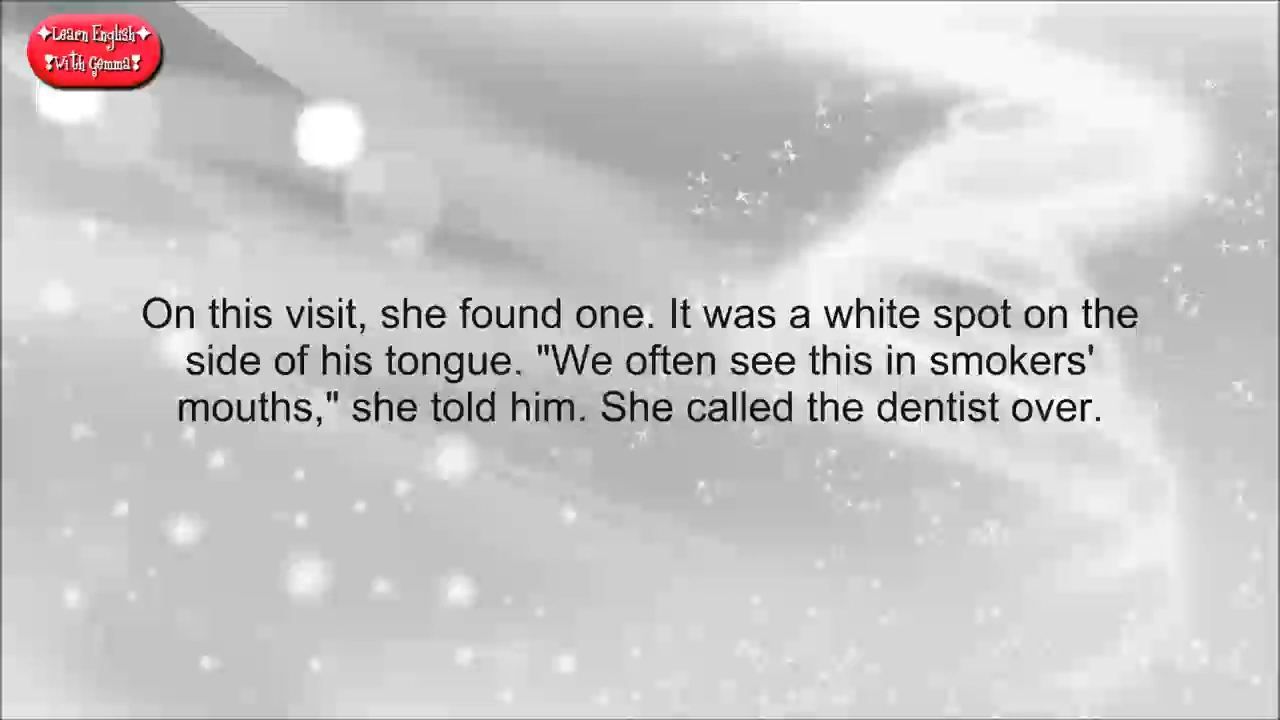 ✦Learn English✦
❣With Gemma❣
On this visit, she found one. It was a white spot on the
side of his tongue. "We often see this in smokers'
mouths," she told him. She called the dentist over.